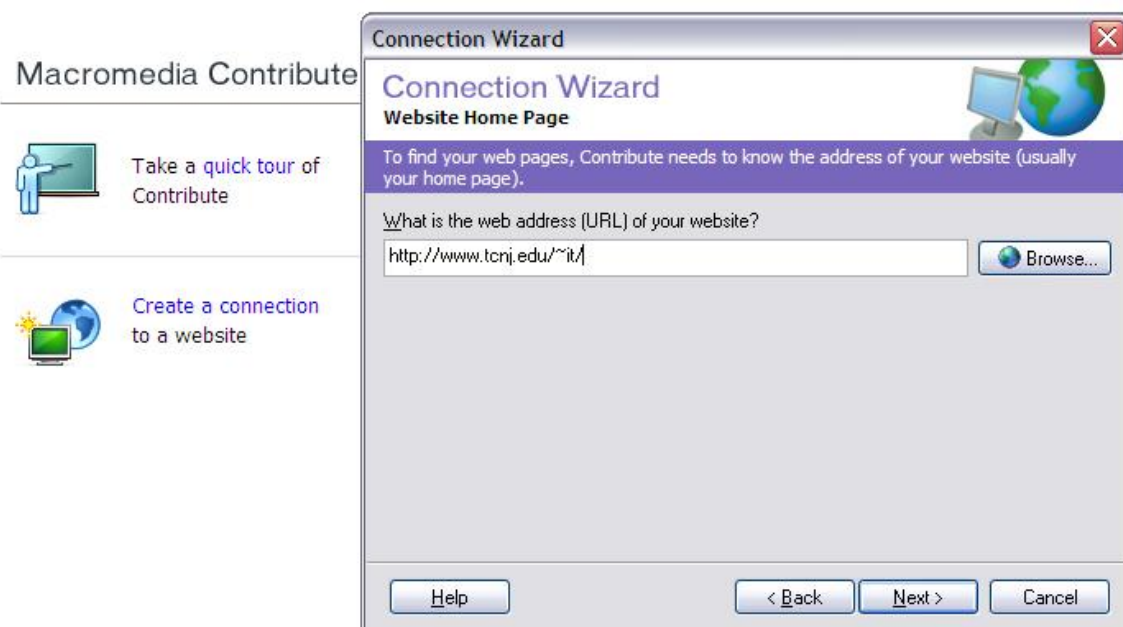 Macromedia Contribute
Take a quick tour of
Contribute
Create a connection
to a website
Connection Wizard
Connection Wizard
Website Home Page
To find your web pages, Contribute needs to know the address of your website (usually
your home page).
What is the web address (URL) of your website?
http://www.tcnj.edu/~it/
Browse...
Help
< Back
Next >
Cancel